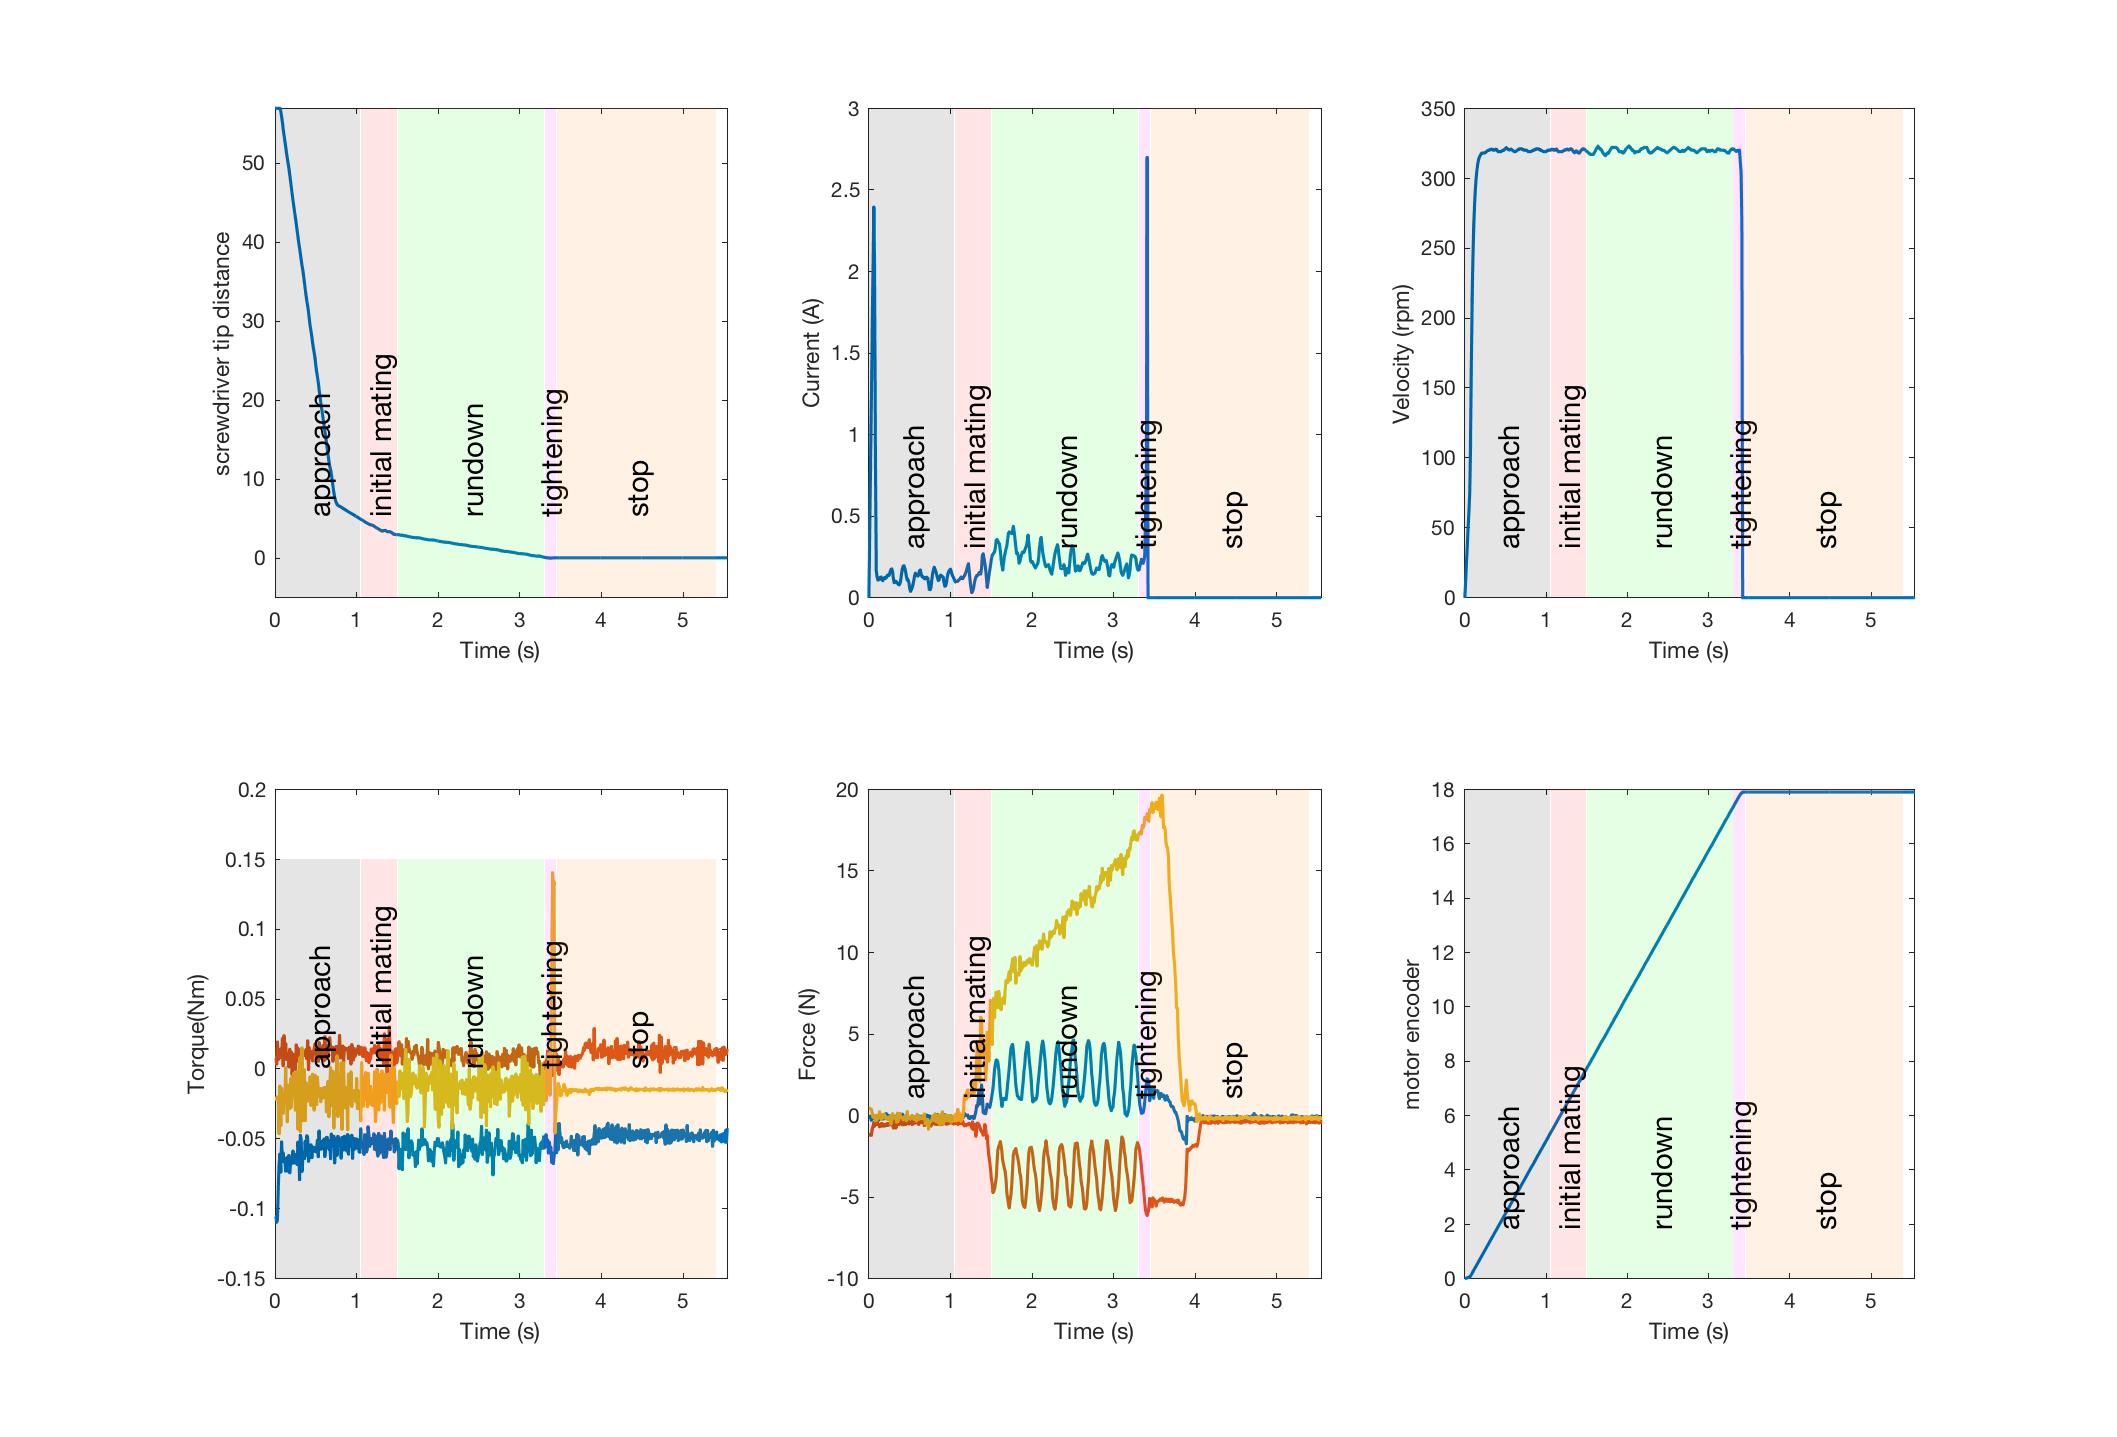 screwdriver tip distance
50
40
30
20
10
0
approach
initial mating
rundown
tightening
stop
0 1 2 3 4 5
Time (s)
Current (A)
3
2.5
2
1.5
1
0.5
0
approach
initial mating
rundown
tightening
stop
0 1 2 3 4 5
Time (s)
Velocity (rpm)
350
300
250
200
150
100
50
0
approach
initial mating
rundown
tightening
stop
0 1 2 3 4 5
Time (s)
Torque(Nm)
0.2
0.15
0.1
0.05
0
-0.05
-0.1
-0.15
approach
initial mating
rundown
tightening
stop
0 1 2 3 4 5
Time (s)
Force (N)
20
15
10
5
0
-5
-10
approach
initial mating
rundown
tightening
stop
0 1 2 3 4 5
Time (s)
motor encoder
18
16
14
12
10
8
6
4
2
0
approach
initial mating
rundown
tightening
stop
0 1 2 3 4 5
Time (s)